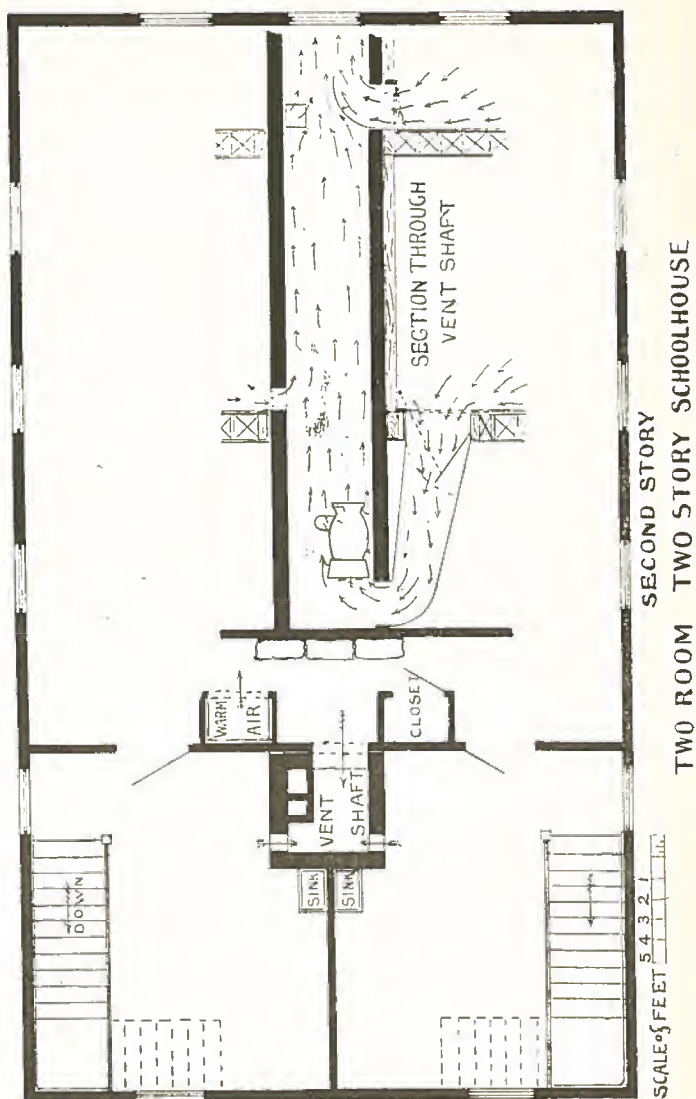 SECTION THROUGH
VENT SHAFT
WARM
AIR
CLOSET
VENT
SHAFT
SINK
SINK
DOWN
SECOND STORY
SCALE of FEET 5 4 3 2 1
TWO ROOM TWO STORY SCHOOLHOUSE